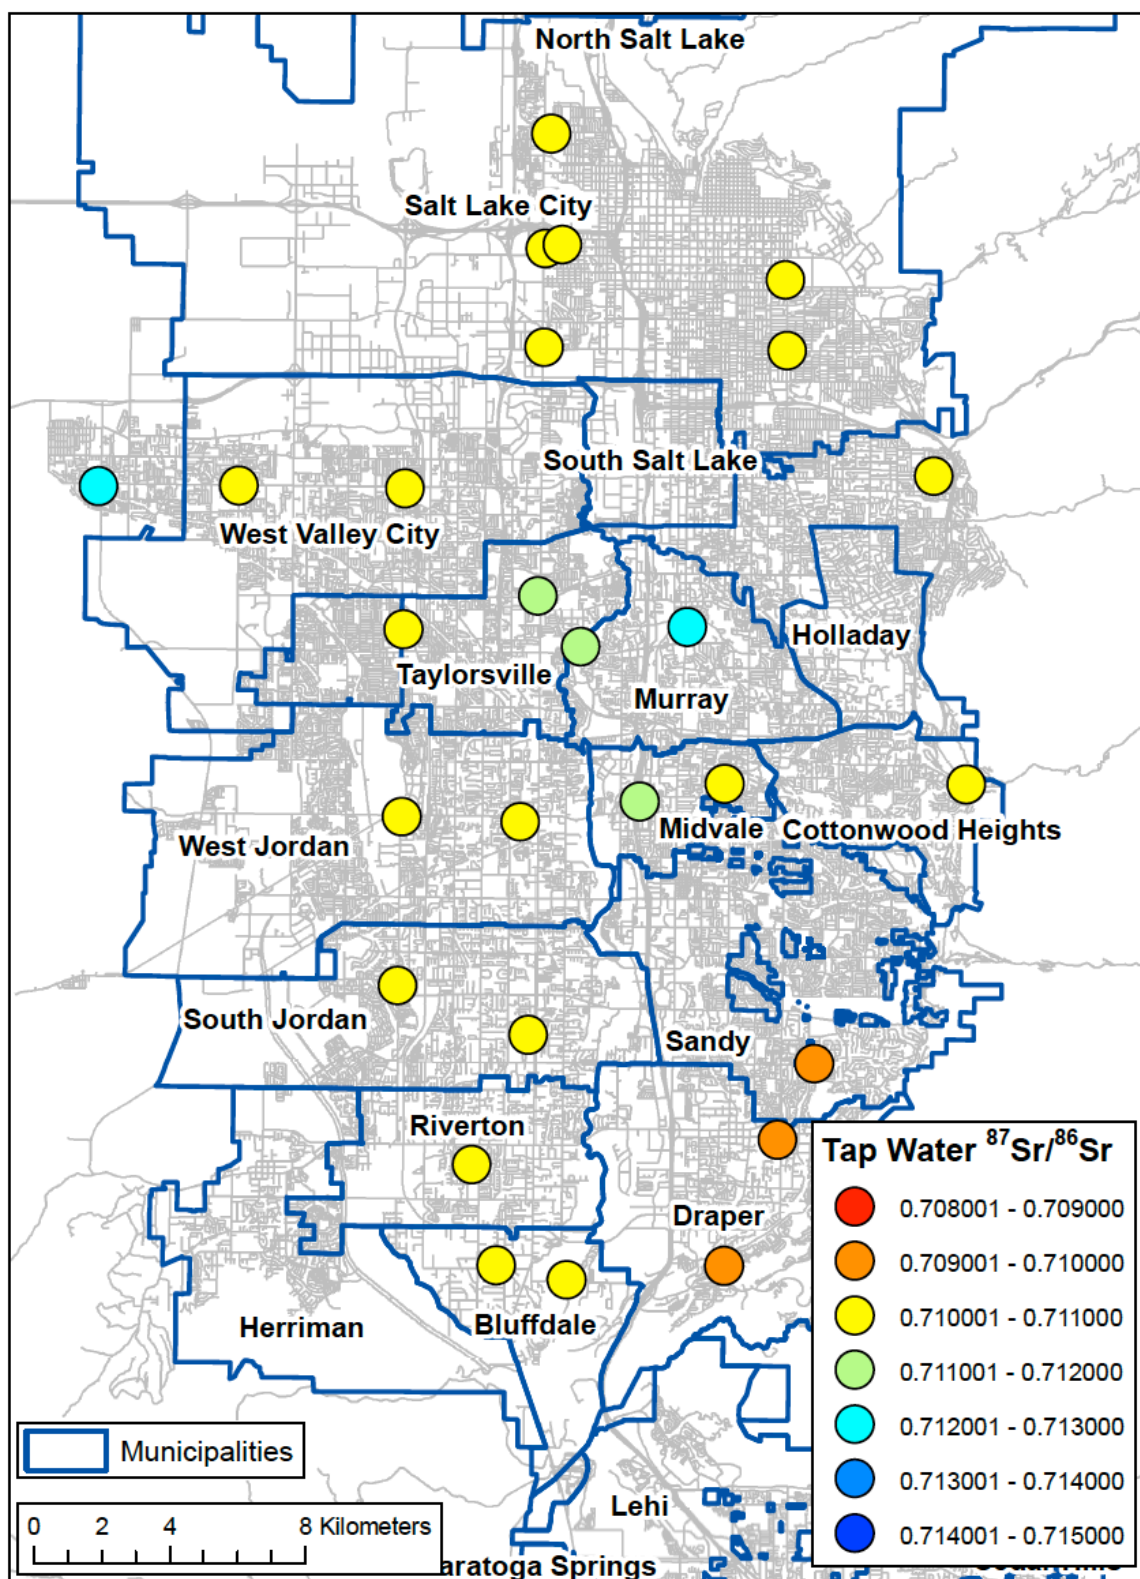 North Salt Lake
Salt Lake City
South Salt Lake
West Valley City
Holladay
Taylorsville
Murray
Midvale
Cottonwood Heights
West Jordan
South Jordan
Sandy
Riverton
Draper
Bluffdale
Herriman
Lehi
aratoga Springs
Tap Water ⁸⁷Sr/⁸⁶Sr
0.708001 - 0.709000
0.709001 - 0.710000
0.710001 - 0.711000
0.711001 - 0.712000
0.712001 - 0.713000
0.713001 - 0.714000
0.714001 - 0.715000
Municipalities
0 2 4 8 Kilometers